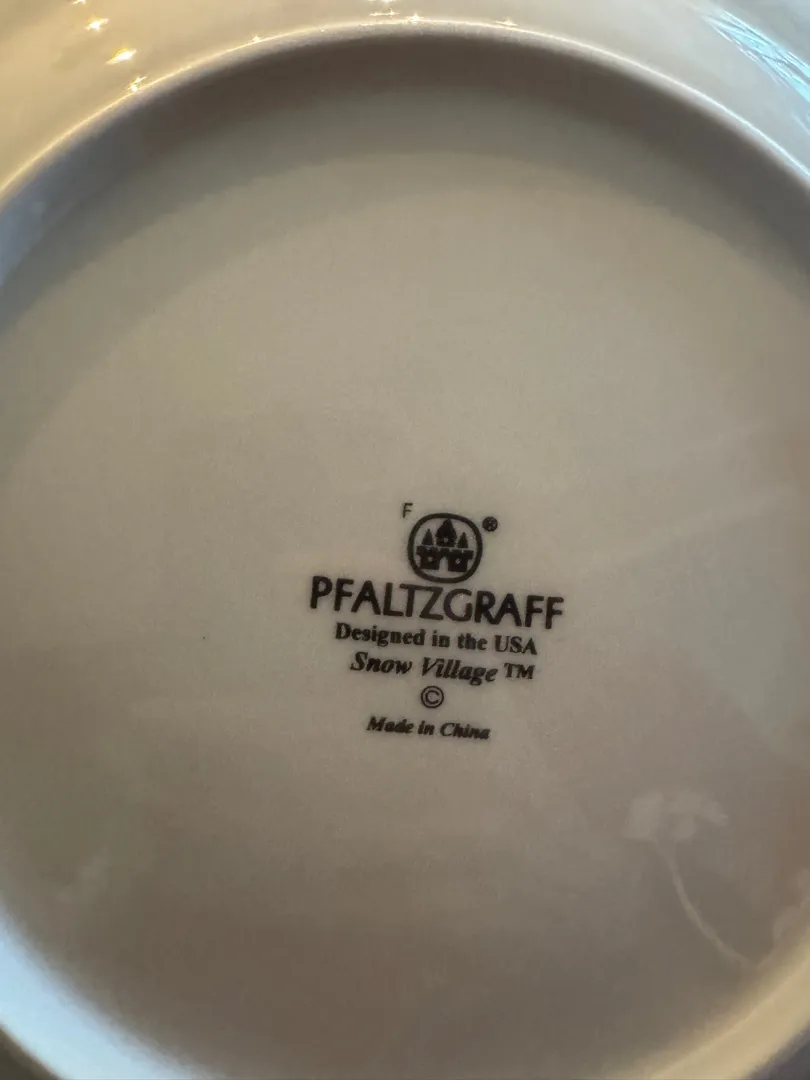 F ®
PFALTZGRAFF
Designed in the USA
Snow Village ™
©
Made in China